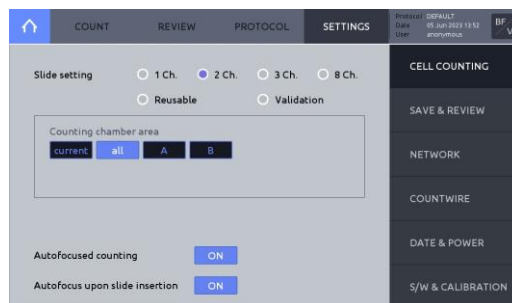 COUNT REVIEW PROTOCOL SETTINGS
Protocol DEFAULT
Date 05 Jun 2023 13:52
User anonymous
BF
Slide setting 1 Ch. 2 Ch. 3 Ch. 8 Ch.
Reusable Validation
Counting chamber area
current all A B
Autofocused counting ON
Autofocus upon slide insertion ON
CELL COUNTING
SAVE & REVIEW
NETWORK
COUNTWIRE
DATE & POWER
S/W & CALIBRATION